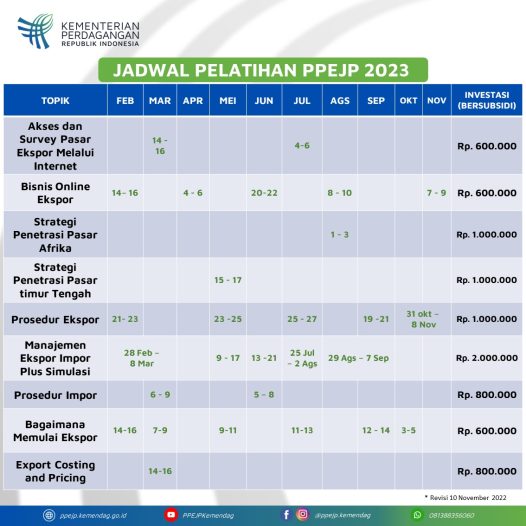 KEMENTERIAN
PERDAGANGAN
REPUBLIK INDONESIA
JADWAL PELATIHAN PPEJP 2023
TOPIK FEB MAR APR MEI JUN JUL AGS SEP OKT NOV INVESTASI (BERSUBSIDI)
Akses dan
Survey Pasar
Ekspor Melalui
Internet
14 -
16
4-6
Rp. 600.000
Bisnis Online
Ekspor
14- 16 4 - 6 20-22 8 - 10 7 - 9 Rp. 600.000
Strategi
Penetrasi Pasar
Afrika
1 - 3 Rp. 1.000.000
Strategi
Penetrasi Pasar
timur Tengah
15 - 17 Rp. 1.000.000
Prosedur Ekspor 21- 23 23 -25 25 - 27 19 -21 31 okt –
8 Nov
Rp. 1.000.000
Manajemen
Ekspor Impor
Plus Simulasi
28 Feb –
8 Mar
9 - 17 13 -21 25 Jul
– 2 Ags
29 Ags – 7 Sep Rp. 2.000.000
Prosedur Impor 6 – 9 5 – 8 Rp. 800.000
Bagaimana
Memulai Ekspor
14-16 7-9 9-11 11-13 12 - 14 3-5 Rp. 600.000
Export Costing
and Pricing
14-16 Rp. 800.000
* Revisi 10 November 2022
ppejp.kemendag.go.id PPEJPKemendag @ppejp.kemendag 081388356060